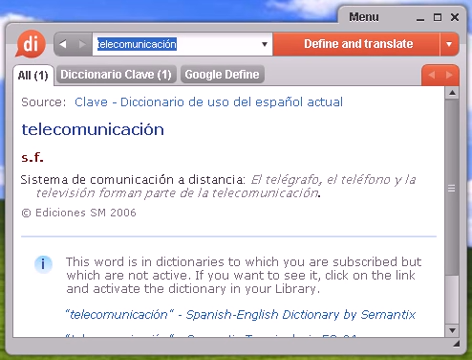 Menu
di
telecomunicación
Define and translate
All (1)
Diccionario Clave (1)
Google Define
Source: Clave - Diccionario de uso del español actual
telecomunicación
s.f.
Sistema de comunicación a distancia: El telégrafo, el teléfono y la
televisión forman parte de la telecomunicación.
© Ediciones SM 2006
i
This word is in dictionaries to which you are subscribed but
which are not active. If you want to see it, click on the link
and activate the dictionary in your Library.
"telecomunicación" - Spanish-English Dictionary by Semantix